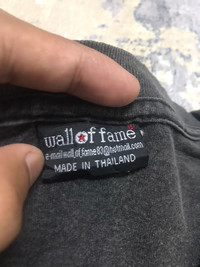 wall of fame
e-mail:wall_of_fame83@hotmail.com
MADE IN THAILAND